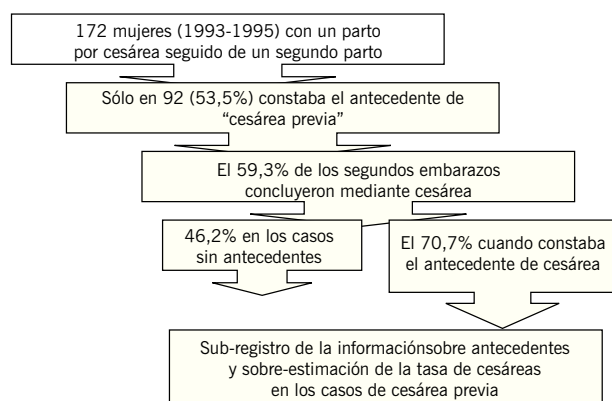 172 mujeres (1993-1995) con un parto
por cesárea seguido de un segundo parto
Sólo en 92 (53,5%) constaba el antecedente de
“cesárea previa”
El 59,3% de los segundos embarazos
concluyeron mediante cesárea
46,2% en los casos
sin antecedentes
El 70,7% cuando constaba
el antecedente de cesárea
Sub-registro de la informaciónsobre antecedentes
y sobre-estimación de la tasa de cesáreas
en los casos de cesárea previa